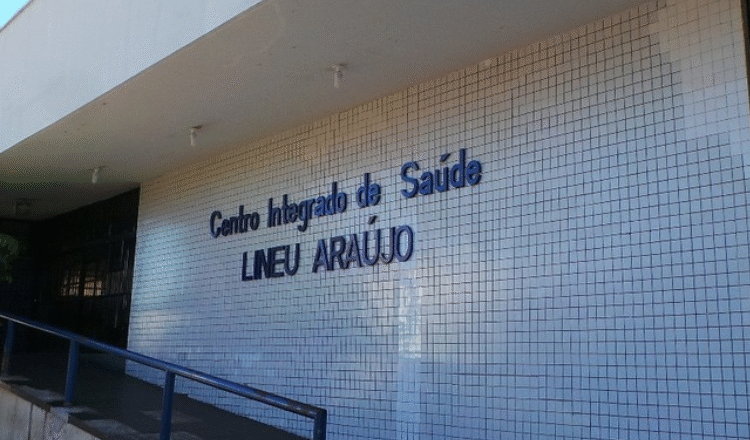 Centro Integrado de Saúde
LINEU ARAÚJO